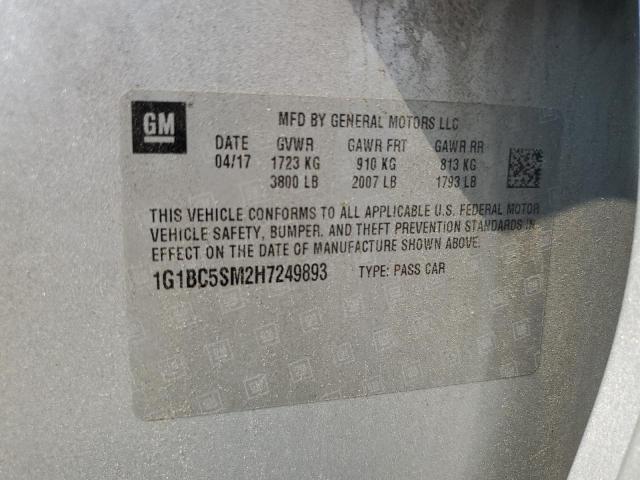 GM
MFD BY GENERAL MOTORS LLC
DATE GVWR GAWR FRT GAWR RR
04/17 1723 KG 910 KG 813 KG
3800 LB 2007 LB 1793 LB
THIS VEHICLE CONFORMS TO ALL APPLICABLE U.S. FEDERAL MOTOR
VEHICLE SAFETY, BUMPER, AND THEFT PREVENTION STANDARDS IN
EFFECT ON THE DATE OF MANUFACTURE SHOWN ABOVE.
1G1BC5SM2H7249893 TYPE: PASS CAR